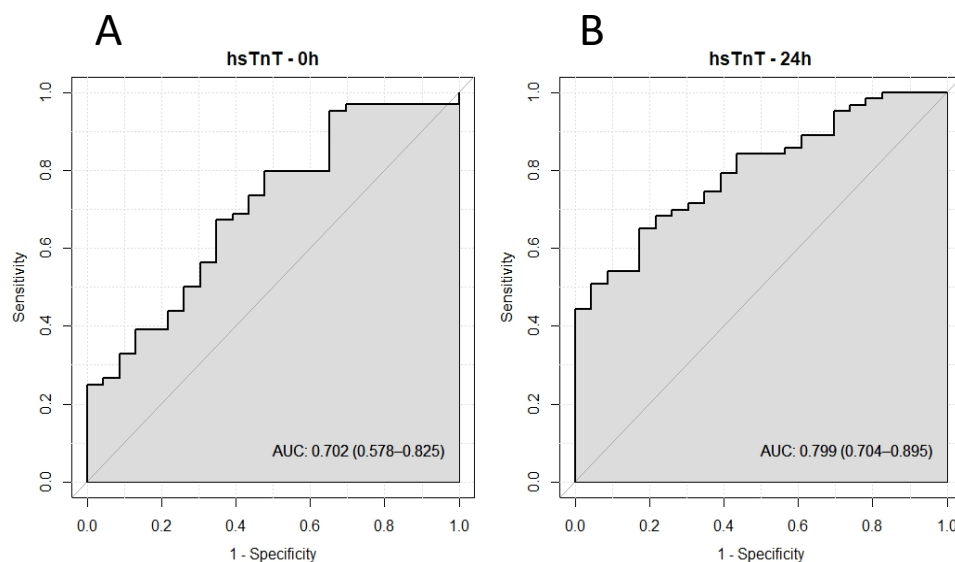 A
hsTnT - 0h
Sensitivity
1.0
0.8
0.6
0.4
0.2
0.0
AUC: 0.702 (0.578–0.825)
0.0 0.2 0.4 0.6 0.8 1.0
1 - Specificity
B
hsTnT - 24h
Sensitivity
1.0
0.8
0.6
0.4
0.2
0.0
AUC: 0.799 (0.704–0.895)
0.0 0.2 0.4 0.6 0.8 1.0
1 - Specificity